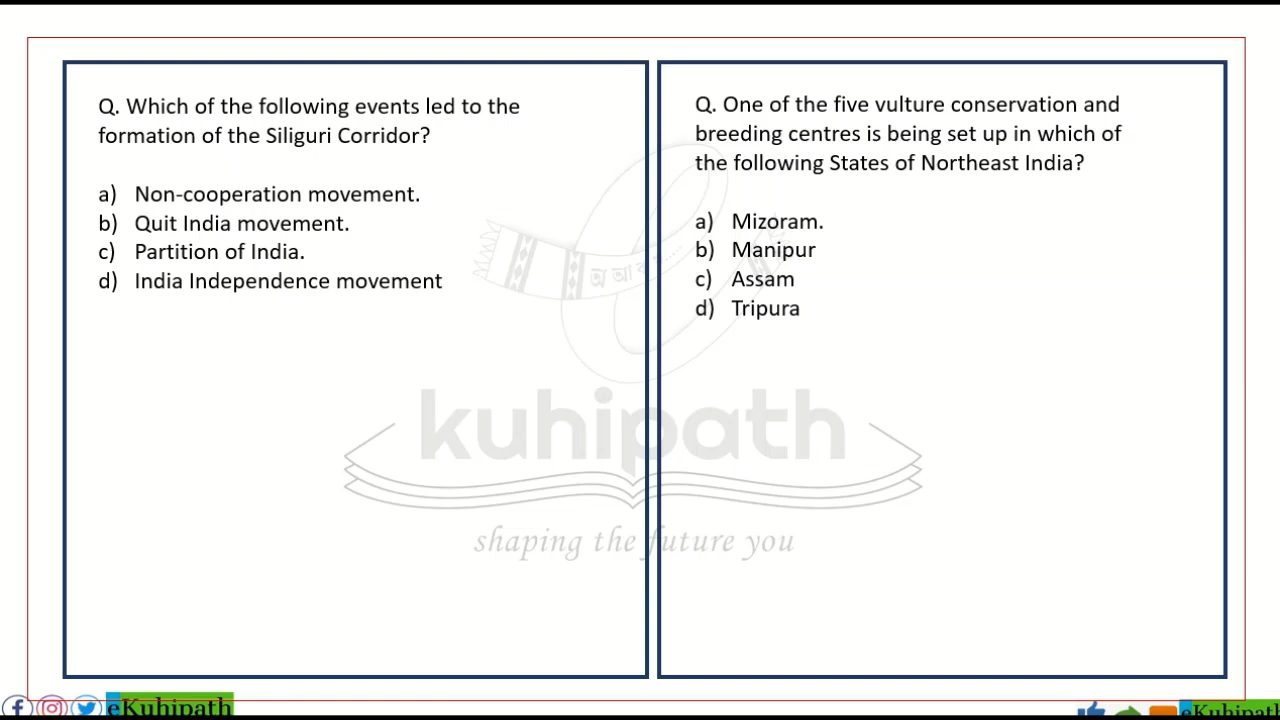 Q. Which of the following events led to the
formation of the Siliguri Corridor?
a) Non-cooperation movement.
b) Quit India movement.
c) Partition of India.
d) India Independence movement
Q. One of the five vulture conservation and
breeding centres is being set up in which of
the following States of Northeast India?
a) Mizoram.
b) Manipur
c) Assam
d) Tripura
অ আ ক
kuhipath
shaping the future you
eKuhipath
eKuhipath